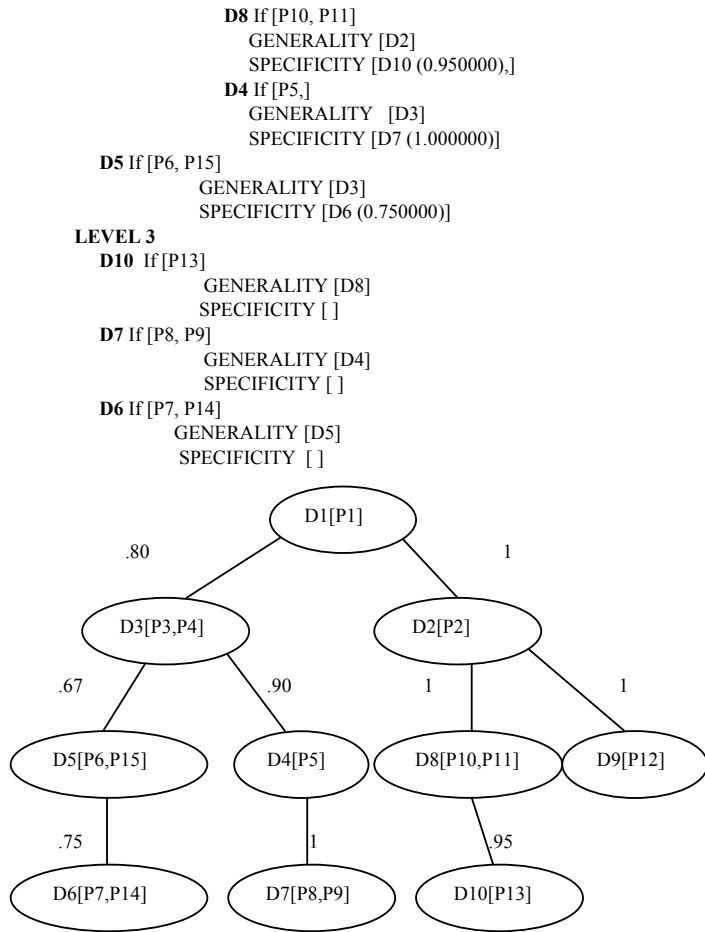 D8 If [P10, P11]
GENERALITY [D2]
SPECIFICITY [D10 (0.950000),]
D4 If [P5,]
GENERALITY [D3]
SPECIFICITY [D7 (1.000000)]
D5 If [P6, P15]
GENERALITY [D3]
SPECIFICITY [D6 (0.750000)]
LEVEL 3
D10 If [P13]
GENERALITY [D8]
SPECIFICITY [ ]
D7 If [P8, P9]
GENERALITY [D4]
SPECIFICITY [ ]
D6 If [P7, P14]
GENERALITY [D5]
SPECIFICITY [ ]
D1[P1]
.80 1
D3[P3,P4] D2[P2]
.67 .90 1 1
D5[P6,P15] D4[P5] D8[P10,P11] D9[P12]
.75 1 .95
D6[P7,P14] D7[P8,P9] D10[P13]